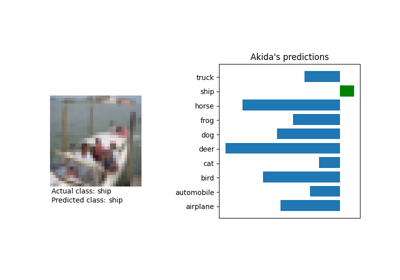 Akida's predictions
truck
ship
horse
frog
dog
deer
cat
bird
automobile
airplane
Actual class: ship
Predicted class: ship